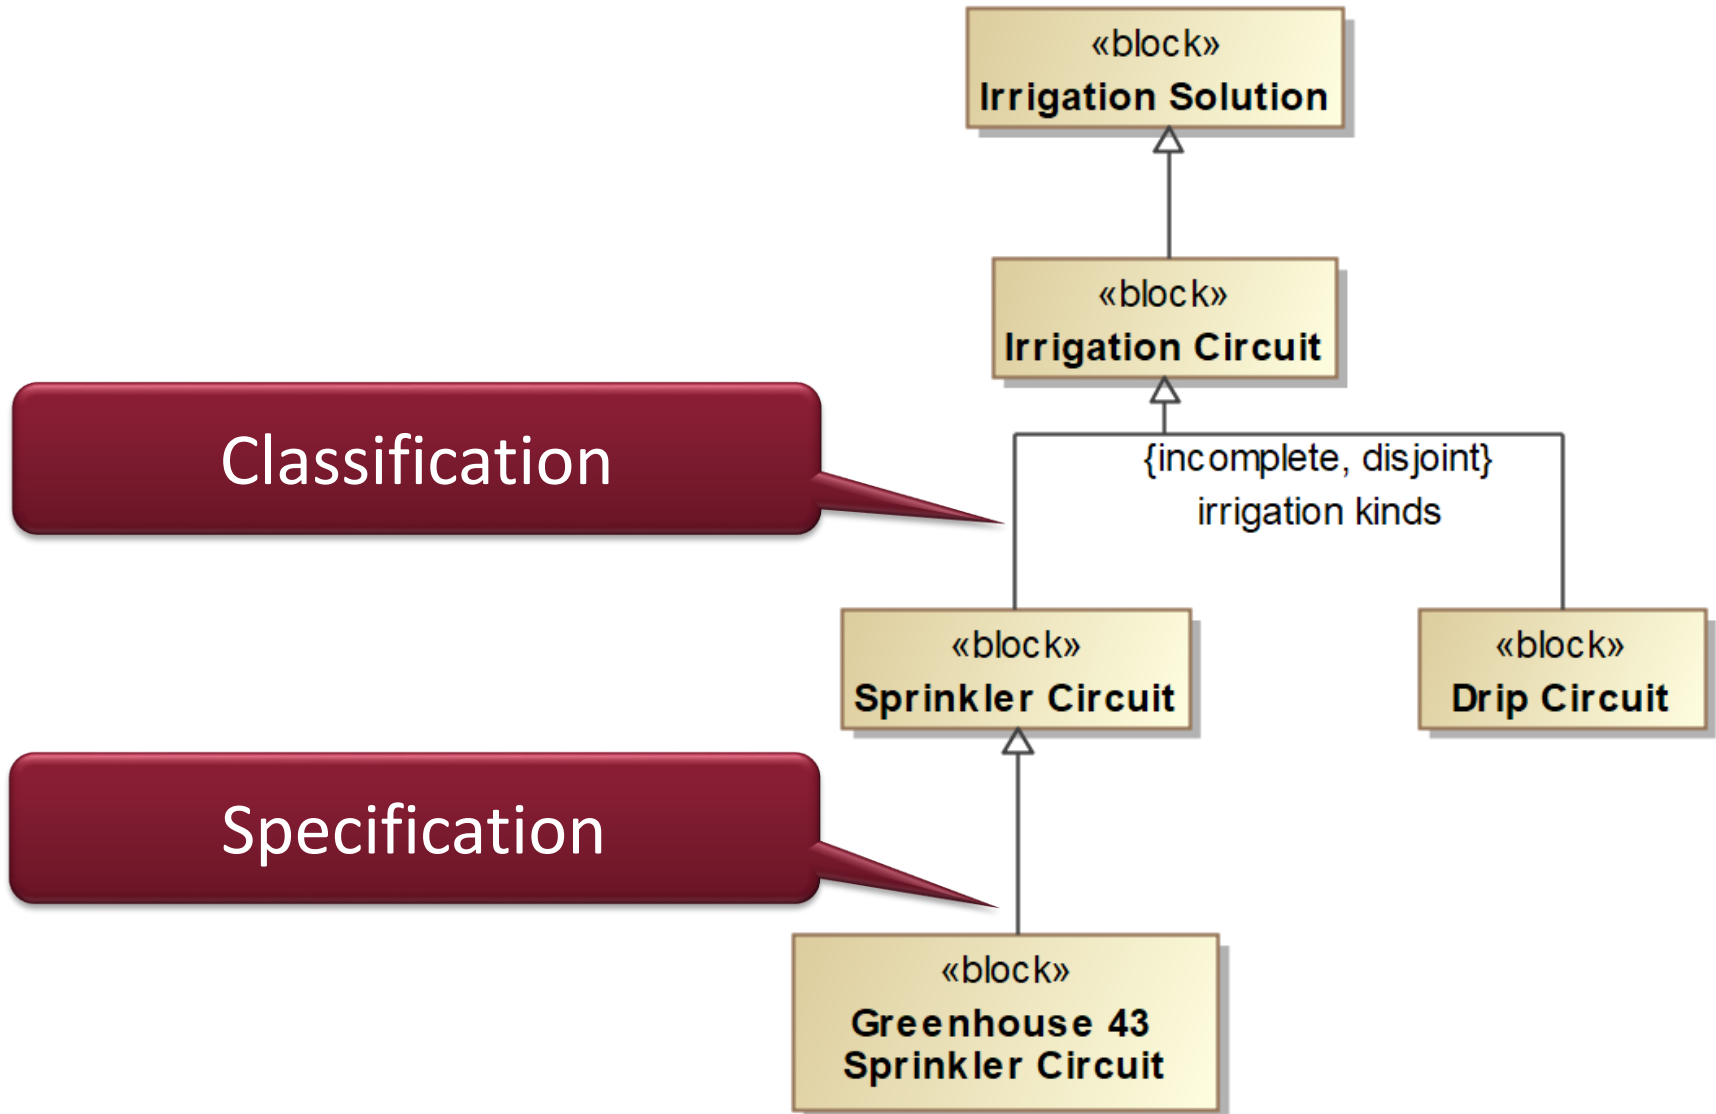 «block»
Irrigation Solution
«block»
Irrigation Circuit
Classification
{incomplete, disjoint}
irrigation kinds
«block»
Sprinkler Circuit
«block»
Drip Circuit
Specification
«block»
Greenhouse 43
Sprinkler Circuit